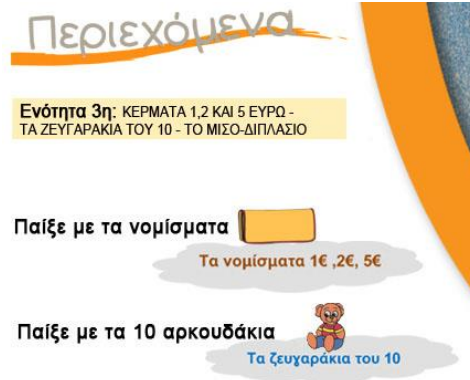 Περιεχόμενα
Ενότητα 3η: ΚΕΡΜΑΤΑ 1,2 ΚΑΙ 5 ΕΥΡΩ -
ΤΑ ΖΕΥΓΑΡΑΚΙΑ ΤΟΥ 10 - ΤΟ ΜΙΣΟ-ΔΙΠΛΑΣΙΟ
Παίξε με τα νομίσματα
Τα νομίσματα 1€ ,2€, 5€
Παίξε με τα 10 αρκουδάκια
Τα ζευγαράκια του 10